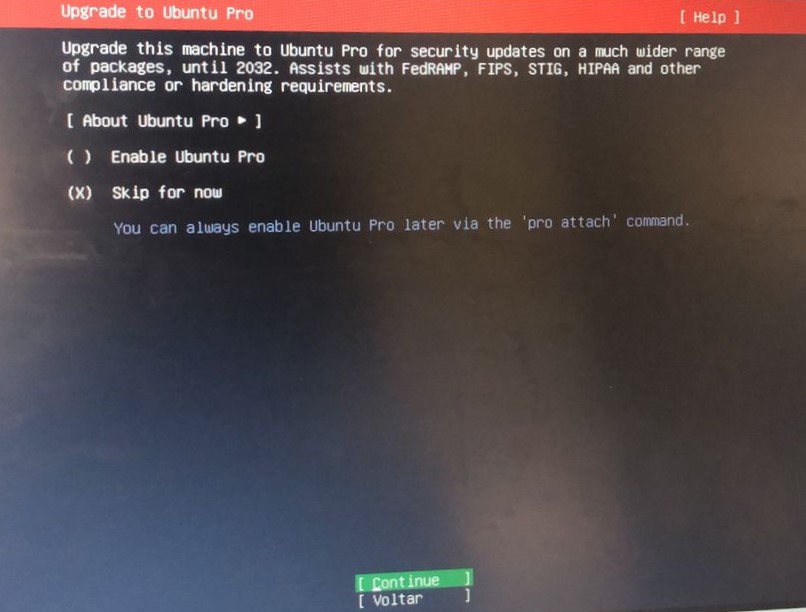 Upgrade to Ubuntu Pro
[ Help ]
Upgrade this machine to Ubuntu Pro for security updates on a much wider range
of packages, until 2032. Assists with FedRAMP, FIPS, STIG, HIPAA and other
compliance or hardening requirements.
[ About Ubuntu Pro ► ]
( ) Enable Ubuntu Pro
(X) Skip for now
You can always enable Ubuntu Pro later via the 'pro attach' command.
[ Continue ]
[ Voltar ]